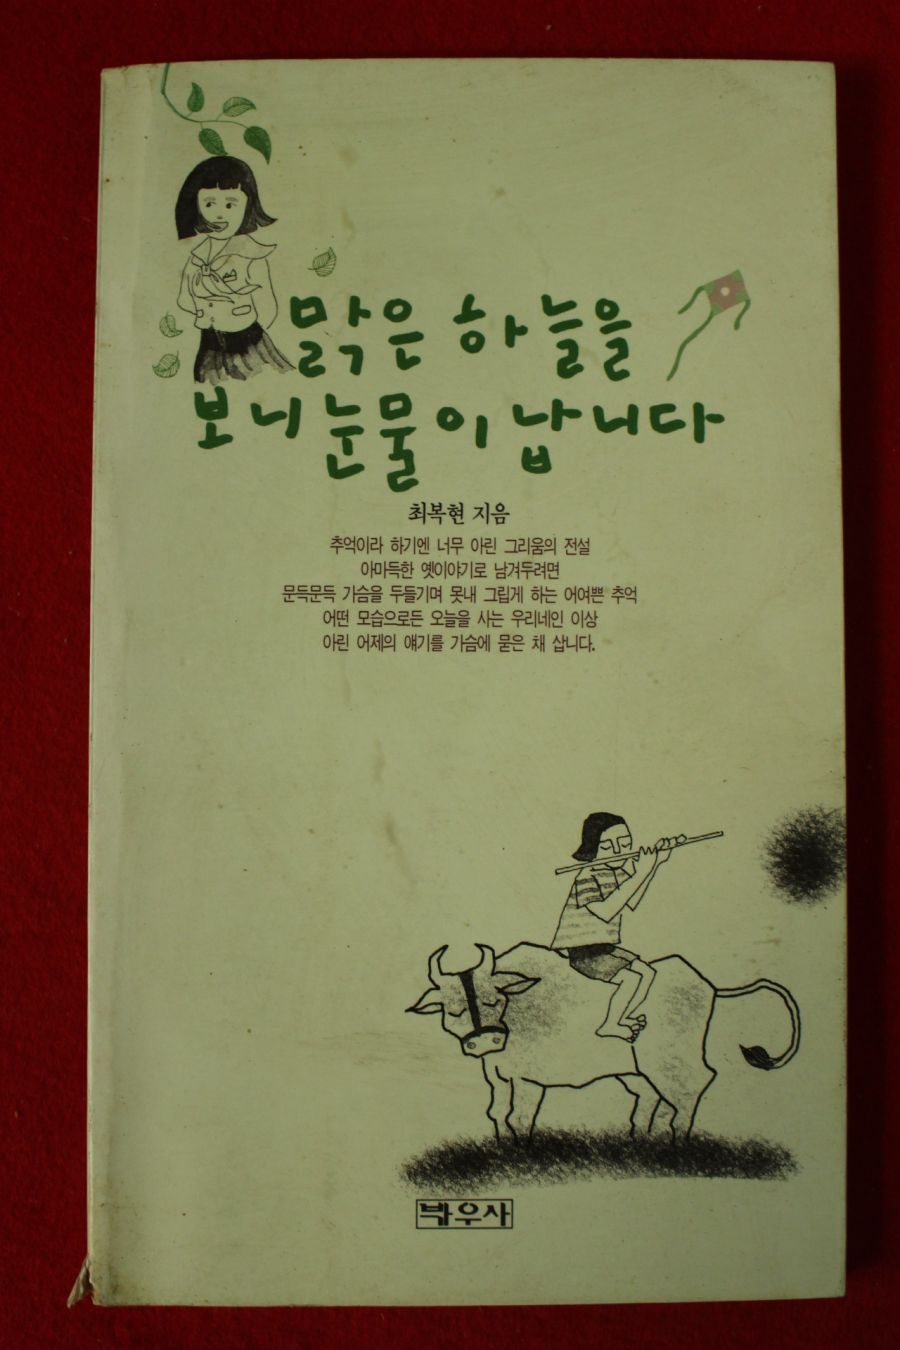 맑은 하늘을
보니 눈물이 납니다
최복현 지음
추억이라 하기엔 너무 아린 그리움의 전설
아마득한 옛이야기로 남겨두려면
문득문득 가슴을 두들기며 못내 그립게 하는 어여쁜 추억
어떤 모습으로든 오늘을 사는 우리네인 이상
아린 어제의 얘기를 가슴에 묻은 채 삽니다.
박우사